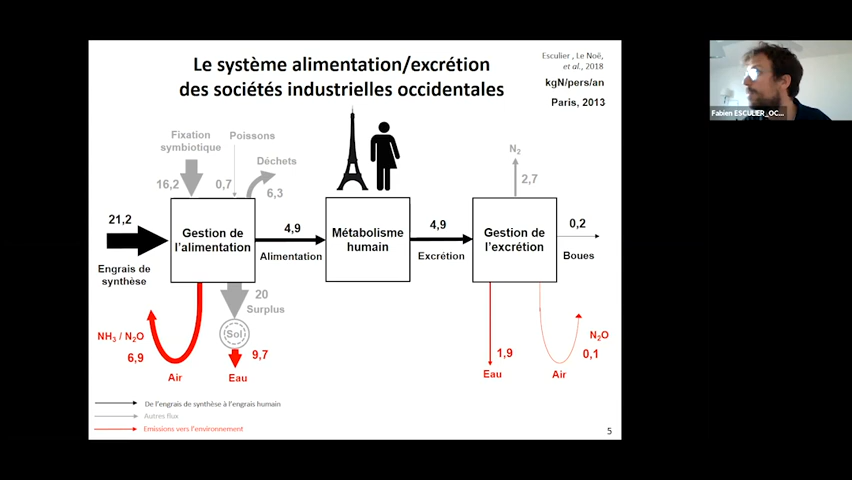 Le système alimentation/excrétion
des sociétés industrielles occidentales
Esculier , Le Noë,
et al., 2018
kgN/pers/an
Paris, 2013
Fabien ESCULIER_OC...
Fixation
symbiotique
Poissons
Déchets
16,2
0,7
6,3
N2
2,7
21,2
Engrais de
synthèse
Gestion de
l'alimentation
4,9
Alimentation
Métabolisme
humain
4,9
Excrétion
Gestion de
l'excrétion
0,2
Boues
20
Surplus
Sol
NH3 / N2O
6,9
Air
9,7
Eau
1,9
Eau
N2O
0,1
Air
De l'engrais de synthèse à l'engrais humain
Autres flux
Emissions vers l'environnement
5